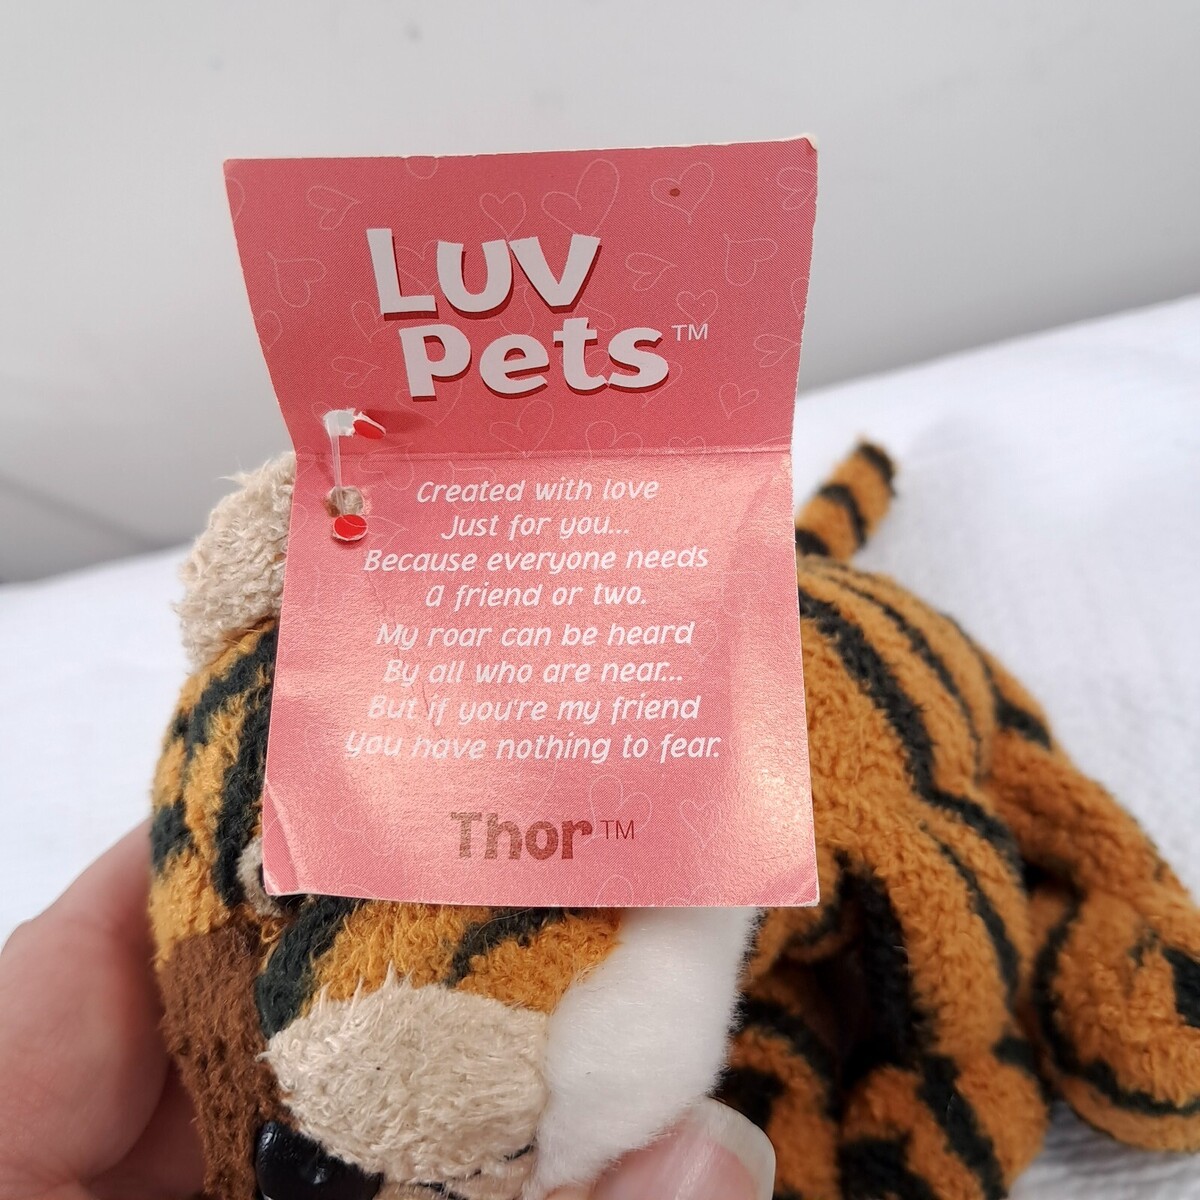 Luv
Pets™
Created with love
Just for you...
Because everyone needs
a friend or two.
My roar can be heard
By all who are near...
But if you're my friend
You have nothing to fear.
Thor™